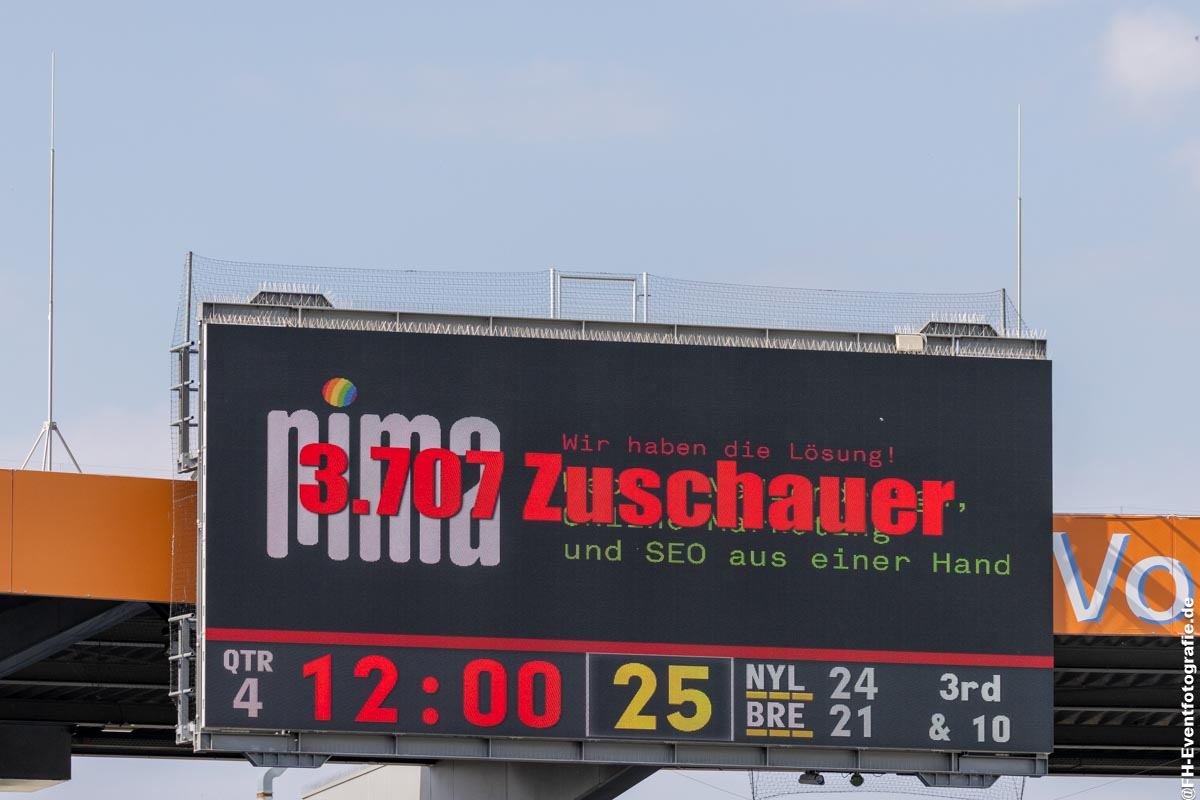 nima
Wir haben die Lösung!
3.707 Zuschauer
und SEO aus einer Hand
QTR
4
12:00
25
NYL 24
BRE 21
3rd
& 10
Vo
@FH-Eventfotografie.de